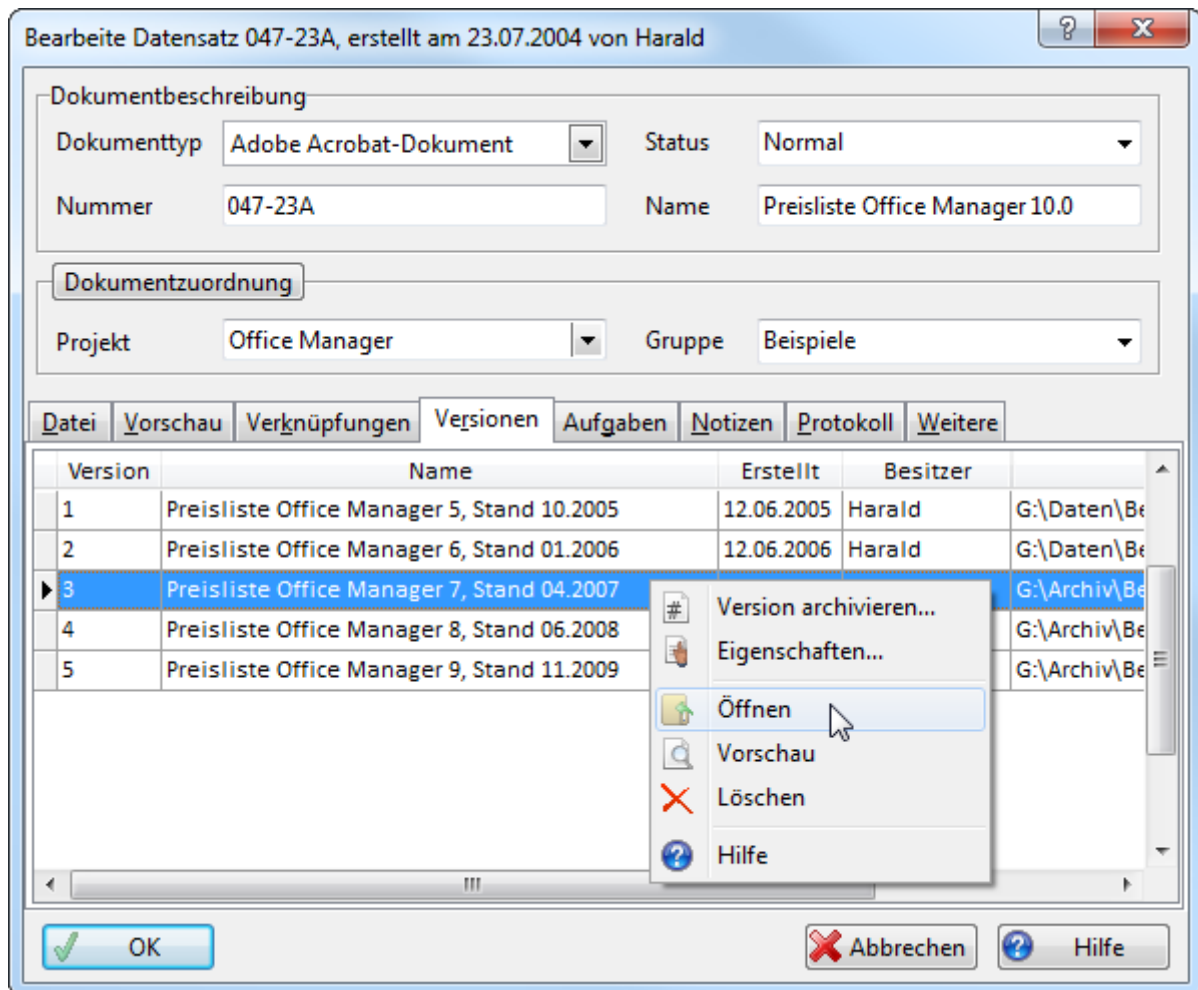 Bearbeite Datensatz 047-23A, erstellt am 23.07.2004 von Harald
Dokumentbeschreibung
Dokumenttyp Adobe Acrobat-Dokument Status Normal
Nummer 047-23A Name Preisliste Office Manager 10.0
Dokumentzuordnung
Projekt Office Manager Gruppe Beispiele
Datei Vorschau Verknüpfungen Versionen Aufgaben Notizen Protokoll Weitere
Version Name Erstellt Besitzer
1 Preisliste Office Manager 5, Stand 10.2005 12.06.2005 Harald G:\Daten\Be
2 Preisliste Office Manager 6, Stand 01.2006 12.06.2006 Harald G:\Daten\Be
3 Preisliste Office Manager 7, Stand 04.2007 G:\Archiv\Be
4 Preisliste Office Manager 8, Stand 06.2008 G:\Archiv\Be
5 Preisliste Office Manager 9, Stand 11.2009 G:\Archiv\Be
Version archivieren...
Eigenschaften...
Öffnen
Vorschau
Löschen
Hilfe
OK Abbrechen Hilfe